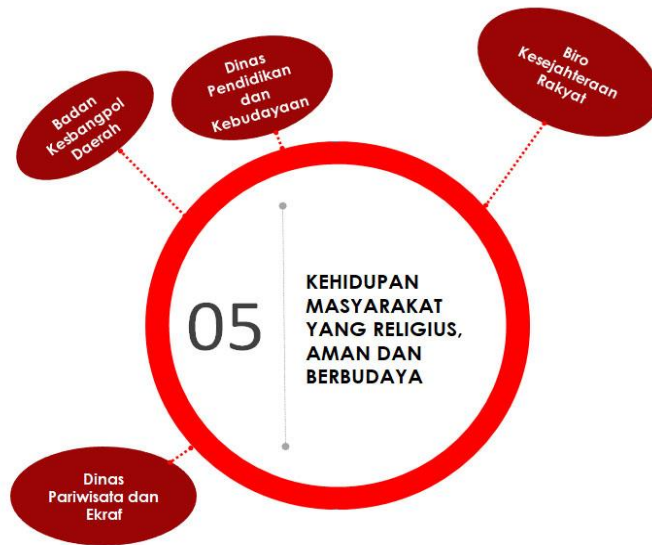 Badan
Kesbangpol
Daerah
Dinas
Pendidikan
dan
Kebudayaan
Biro
Kesejahteraan
Rakyat
05
KEHIDUPAN
MASYARAKAT
YANG RELIGIUS,
AMAN DAN
BERBUDAYA
Dinas
Pariwisata dan
Ekraf